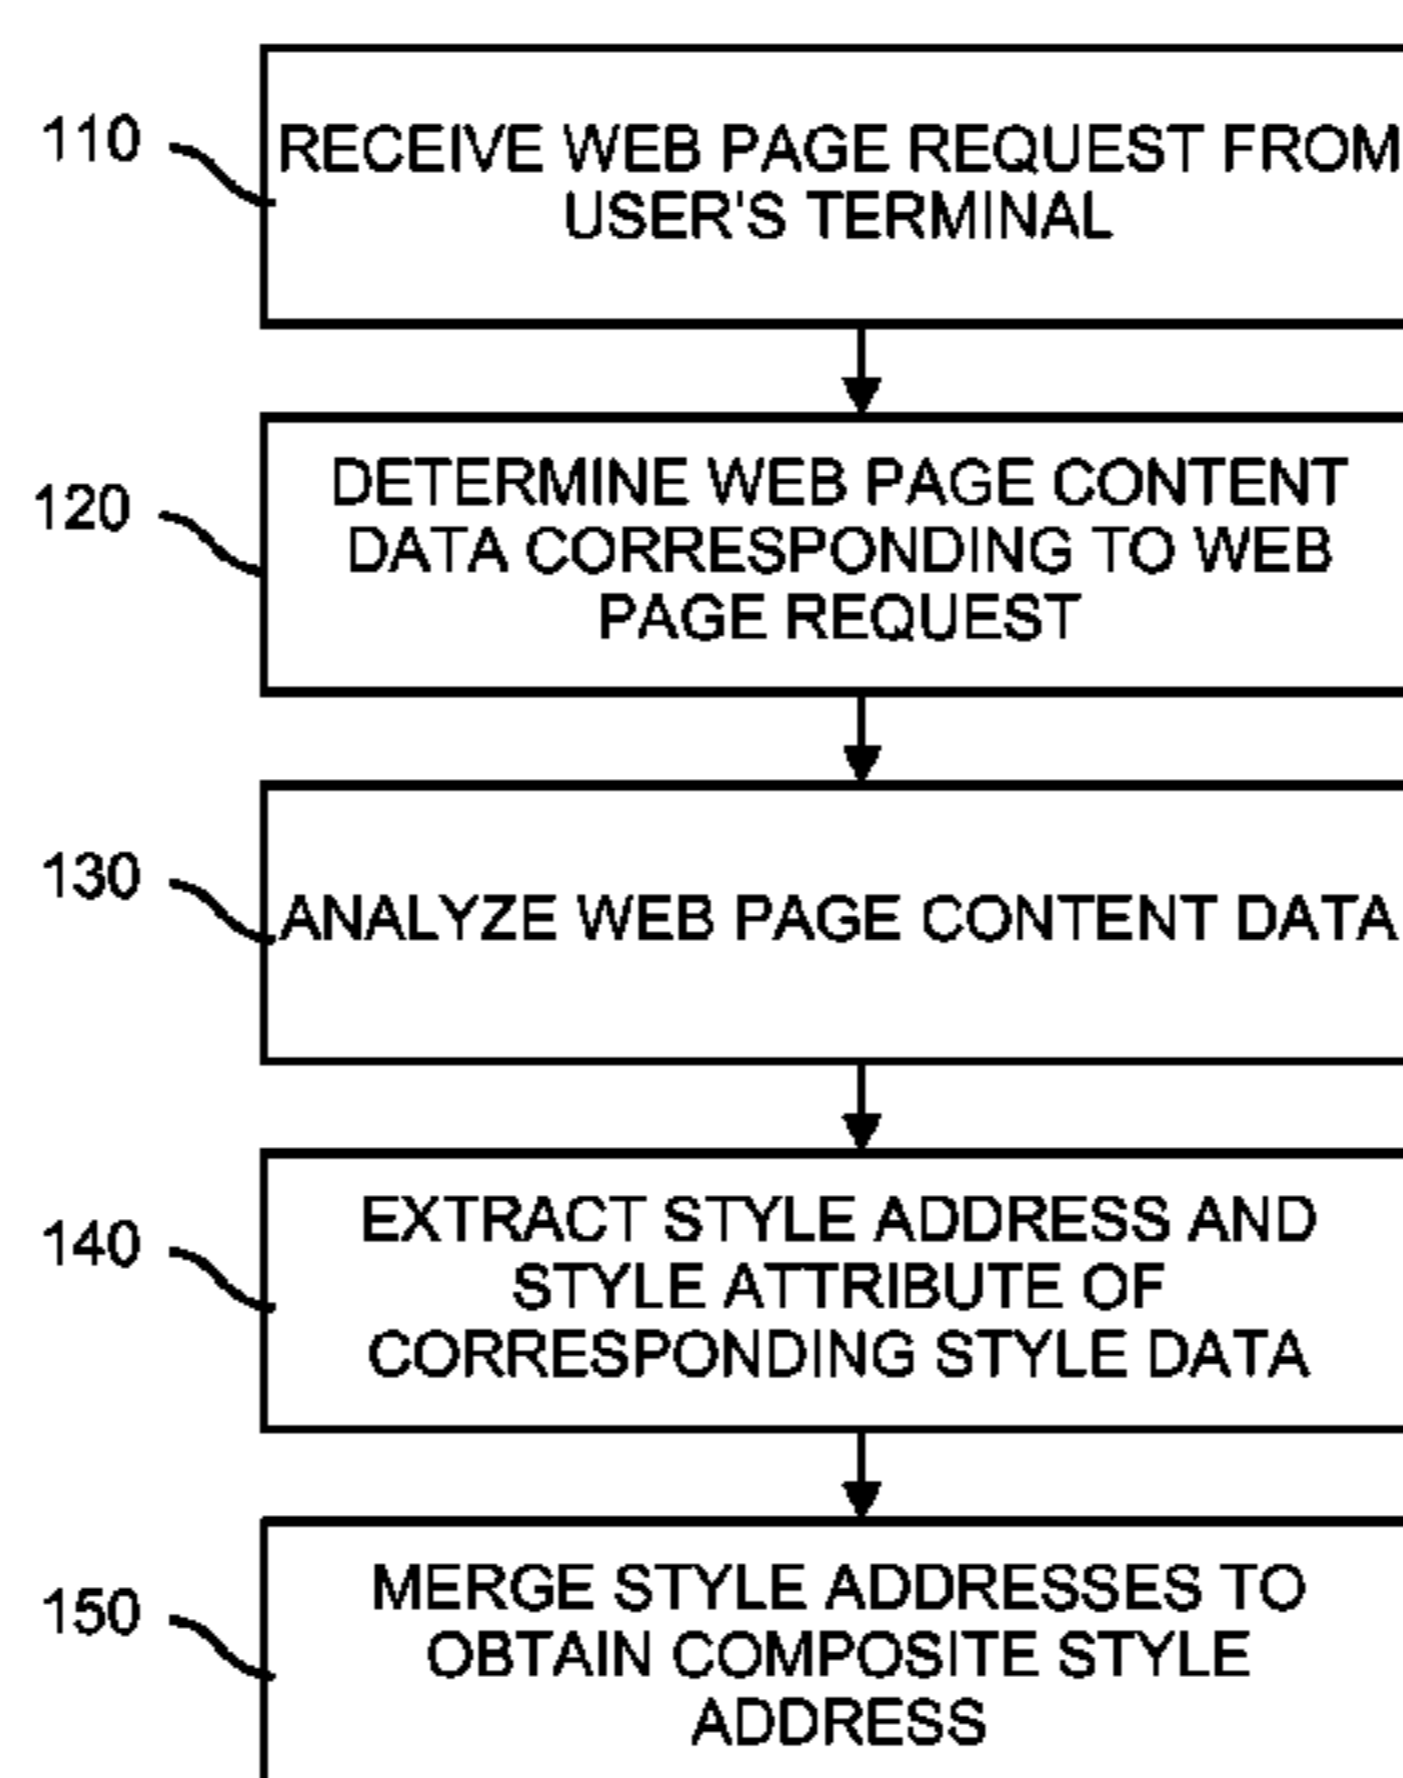 110
RECEIVE WEB PAGE REQUEST FROM
USER'S TERMINAL
120
DETERMINE WEB PAGE CONTENT
DATA CORRESPONDING TO WEB
PAGE REQUEST
130
ANALYZE WEB PAGE CONTENT DATA
140
EXTRACT STYLE ADDRESS AND
STYLE ATTRIBUTE OF
CORRESPONDING STYLE DATA
150
MERGE STYLE ADDRESSES TO
OBTAIN COMPOSITE STYLE
ADDRESS